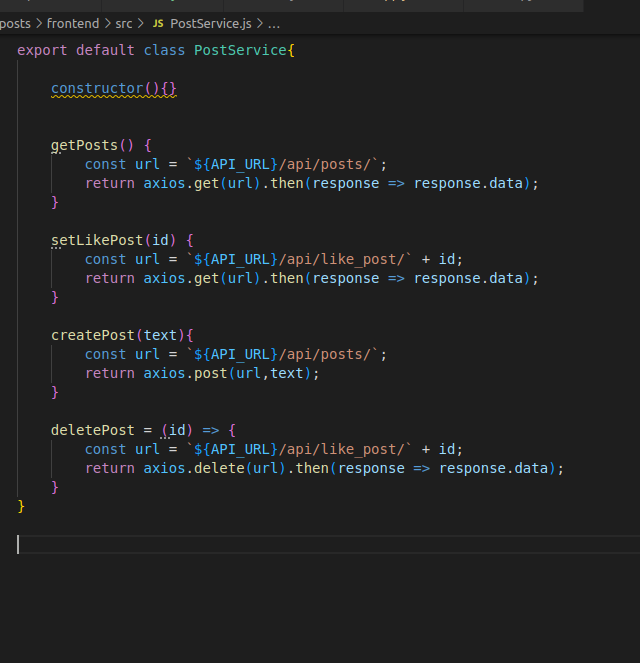 posts > frontend > src > JS PostService.js > ...
export default class PostService{
constructor(){}
getPosts() {
const url = `${API_URL}/api/posts/`;
return axios.get(url).then(response => response.data);
}
setLikePost(id) {
const url = `${API_URL}/api/like_post/` + id;
return axios.get(url).then(response => response.data);
}
createPost(text){
const url = `${API_URL}/api/posts/`;
return axios.post(url,text);
}
deletePost = (id) => {
const url = `${API_URL}/api/like_post/` + id;
return axios.delete(url).then(response => response.data);
}
}